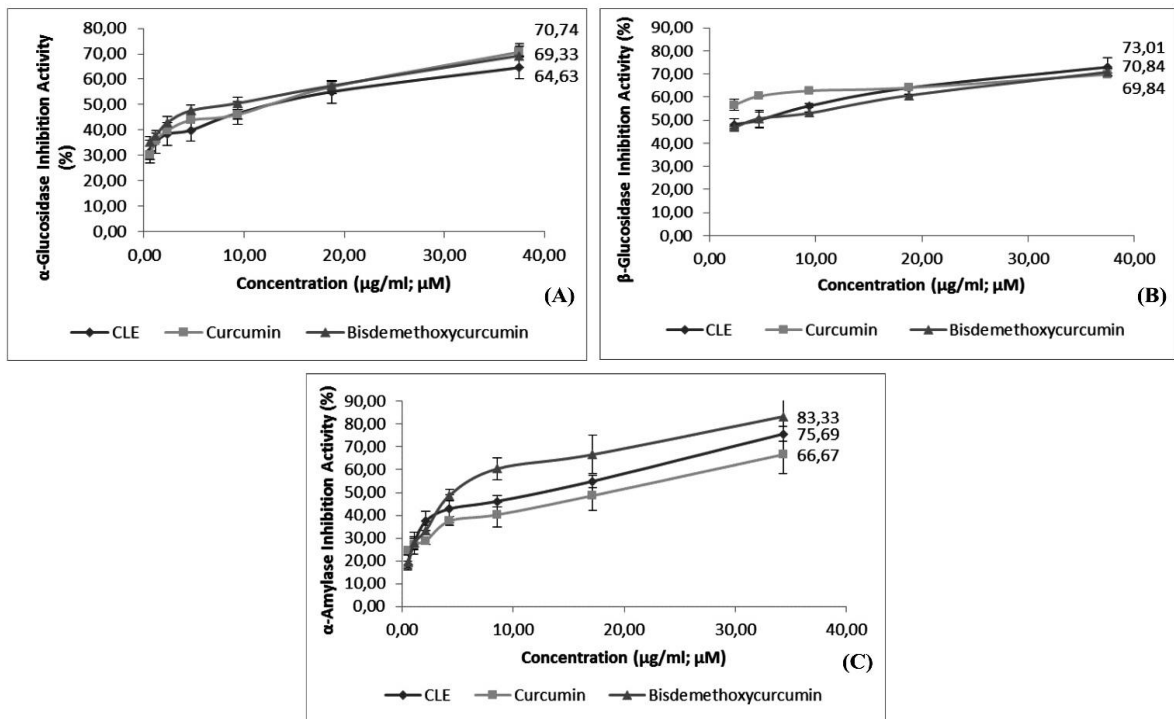 80,00
70,00
60,00
50,00
40,00
30,00
20,00
10,00
0,00
α-Glucosidase Inhibition Activity
(%)
70,74
69,33
64,63
0,00 10,00 20,00 30,00 40,00
Concentration (µg/ml; µM)
(A)
CLE Curcumin Bisdemethoxycurcumin
90,00
80,00
70,00
60,00
50,00
40,00
30,00
20,00
10,00
0,00
β-Glucosidase Inhibition Activity (%)
73,01
70,84
69,84
0,00 10,00 20,00 30,00 40,00
Concentration (µg/ml; µM)
(B)
CLE Curcumin Bisdemethoxycurcumin
90,00
80,00
70,00
60,00
50,00
40,00
30,00
20,00
10,00
0,00
α-Amylase Inhibition Activity (%)
83,33
75,69
66,67
0,00 10,00 20,00 30,00 40,00
Concentration (µg/ml; µM)
(C)
CLE Curcumin Bisdemethoxycurcumin